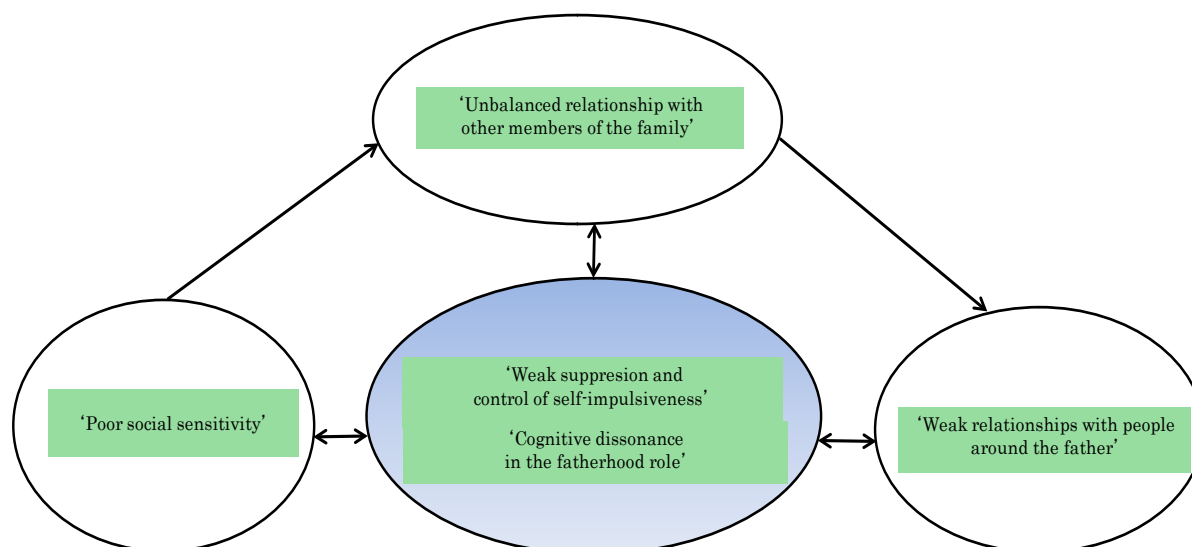 ‘Unbalanced relationship with
other members of the family’
‘Weak suppresion and
control of self-impulsiveness’
‘Cognitive dissonance
in the fatherhood role’
‘Poor social sensitivity’
‘Weak relationships with people
around the father’